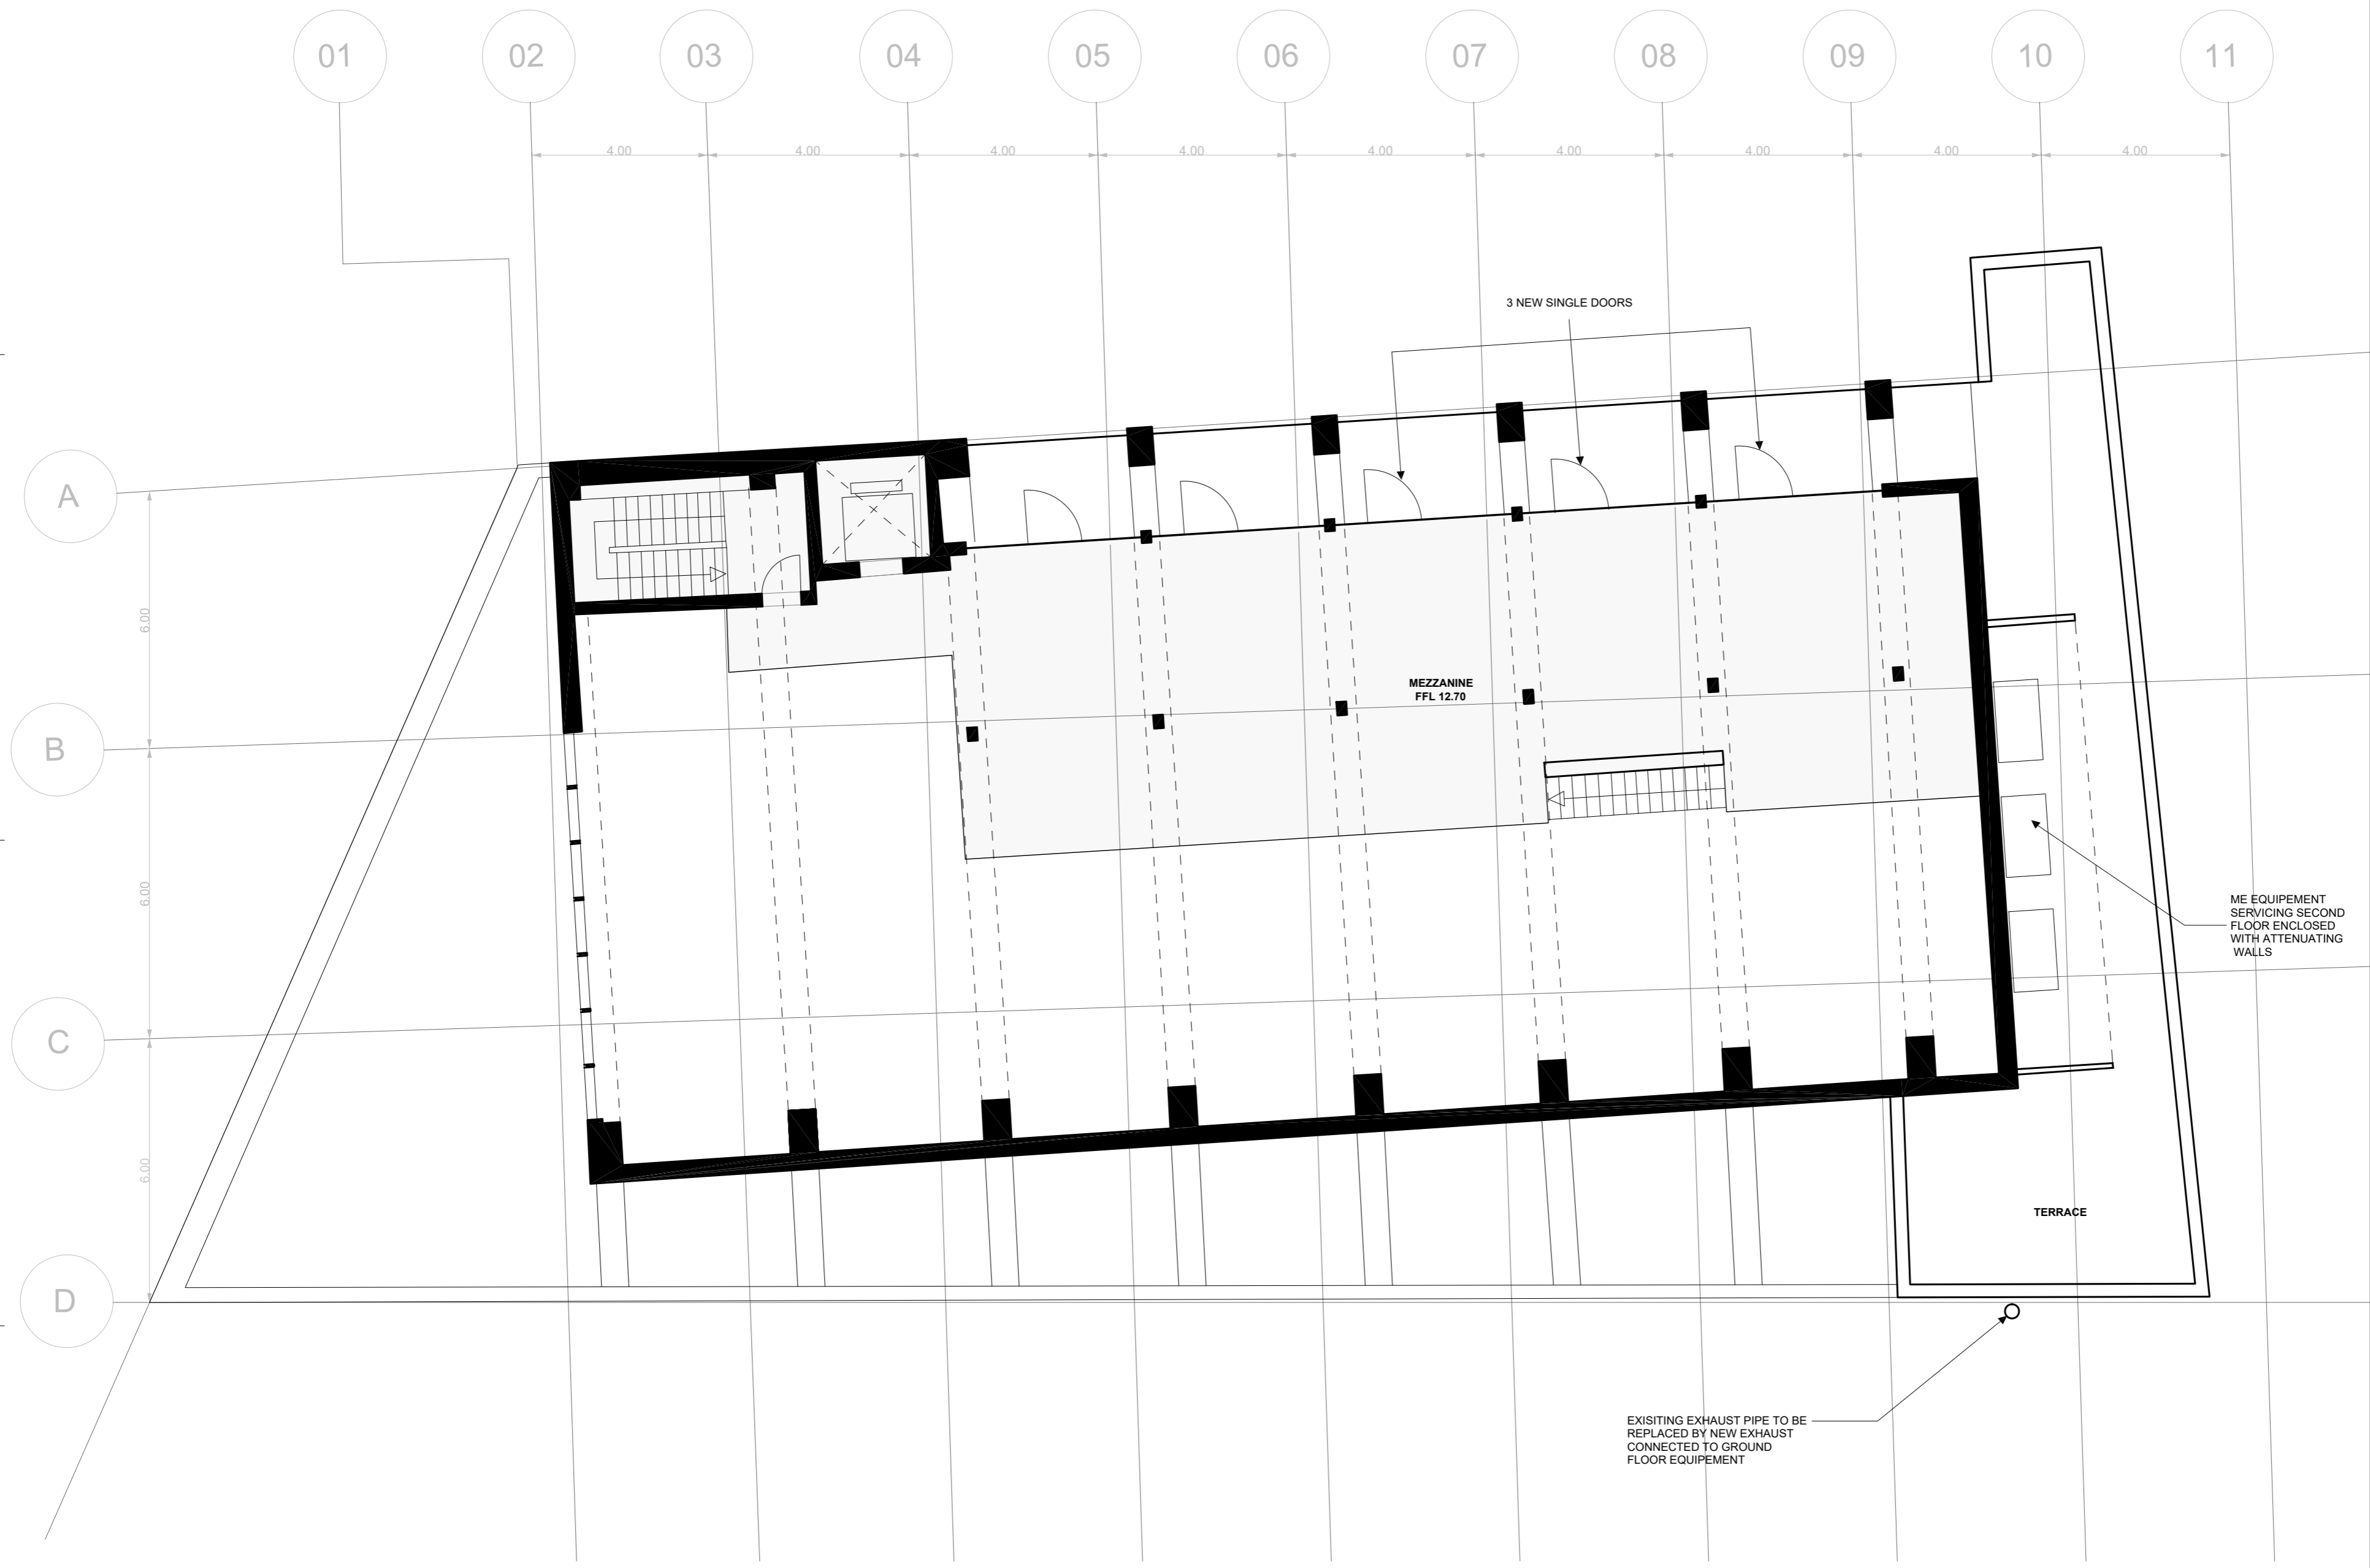 01
02
03
04
05
06
07
08
09
10
11
4.00
4.00
4.00
4.00
4.00
4.00
4.00
4.00
4.00
3 NEW SINGLE DOORS
A
6.00
MEZZANINE
FFL 12.70
B
6.00
ME EQUIPEMENT
SERVICING SECOND
FLOOR ENCLOSED
WITH ATTENUATING
WALLS
C
6.00
TERRACE
D
EXISITING EXHAUST PIPE TO BE
REPLACED BY NEW EXHAUST
CONNECTED TO GROUND
FLOOR EQUIPEMENT